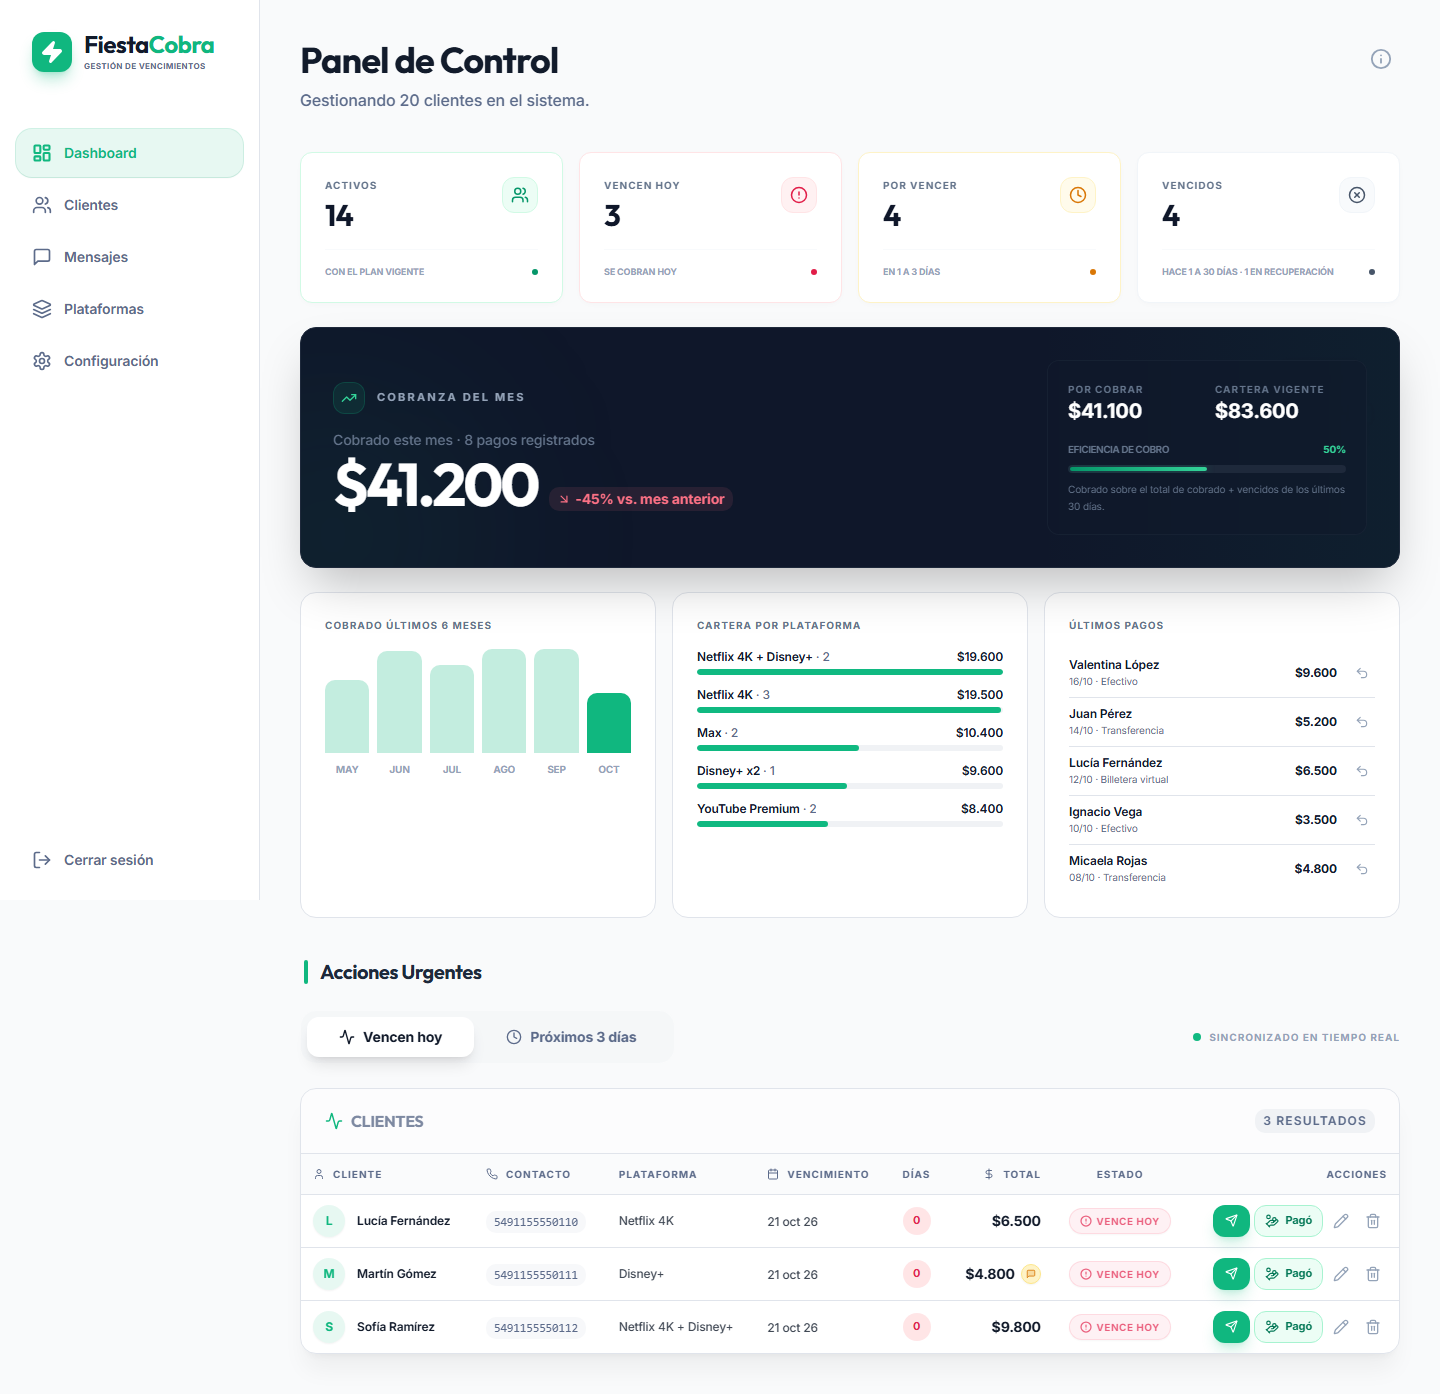 FiestaCobra
GESTIÓN DE VENCIMIENTOS
Dashboard
Clientes
Mensajes
Plataformas
Configuración
Cerrar sesión
Panel de Control
Gestionando 20 clientes en el sistema.
ACTIVOS
14
CON EL PLAN VIGENTE
VENCEN HOY
3
SE COBRAN HOY
POR VENCER
4
EN 1 A 3 DÍAS
VENCIDOS
4
HACE 1 A 30 DÍAS · 1 EN RECUPERACIÓN
COBRANZA DEL MES
Cobrado este mes · 8 pagos registrados
$41.200
-45% vs. mes anterior
POR COBRAR
$41.100
CARTERA VIGENTE
$83.600
EFICIENCIA DE COBRO 50%
Cobrado sobre el total de cobrado + vencidos de los últimos
30 días.
COBRADO ÚLTIMOS 6 MESES
MAY JUN JUL AGO SEP OCT
CARTERA POR PLATAFORMA
Netflix 4K + Disney+ · 2 $19.600
Netflix 4K · 3 $19.500
Max · 2 $10.400
Disney+ x2 · 1 $9.600
YouTube Premium · 2 $8.400
ÚLTIMOS PAGOS
Valentina López
16/10 · Efectivo
$9.600
Juan Pérez
14/10 · Transferencia
$5.200
Lucía Fernández
12/10 · Billetera virtual
$6.500
Ignacio Vega
10/10 · Efectivo
$3.500
Micaela Rojas
08/10 · Transferencia
$4.800
Acciones Urgentes
Vencen hoy
Próximos 3 días
SINCRONIZADO EN TIEMPO REAL
CLIENTES
3 RESULTADOS
CLIENTE CONTACTO PLATAFORMA VENCIMIENTO DÍAS TOTAL ESTADO ACCIONES
L Lucía Fernández 5491155550110 Netflix 4K 21 oct 26 0 $6.500 VENCE HOY Pagó
M Martín Gómez 5491155550111 Disney+ 21 oct 26 0 $4.800 VENCE HOY Pagó
S Sofía Ramírez 5491155550112 Netflix 4K + Disney+ 21 oct 26 0 $9.800 VENCE HOY Pagó